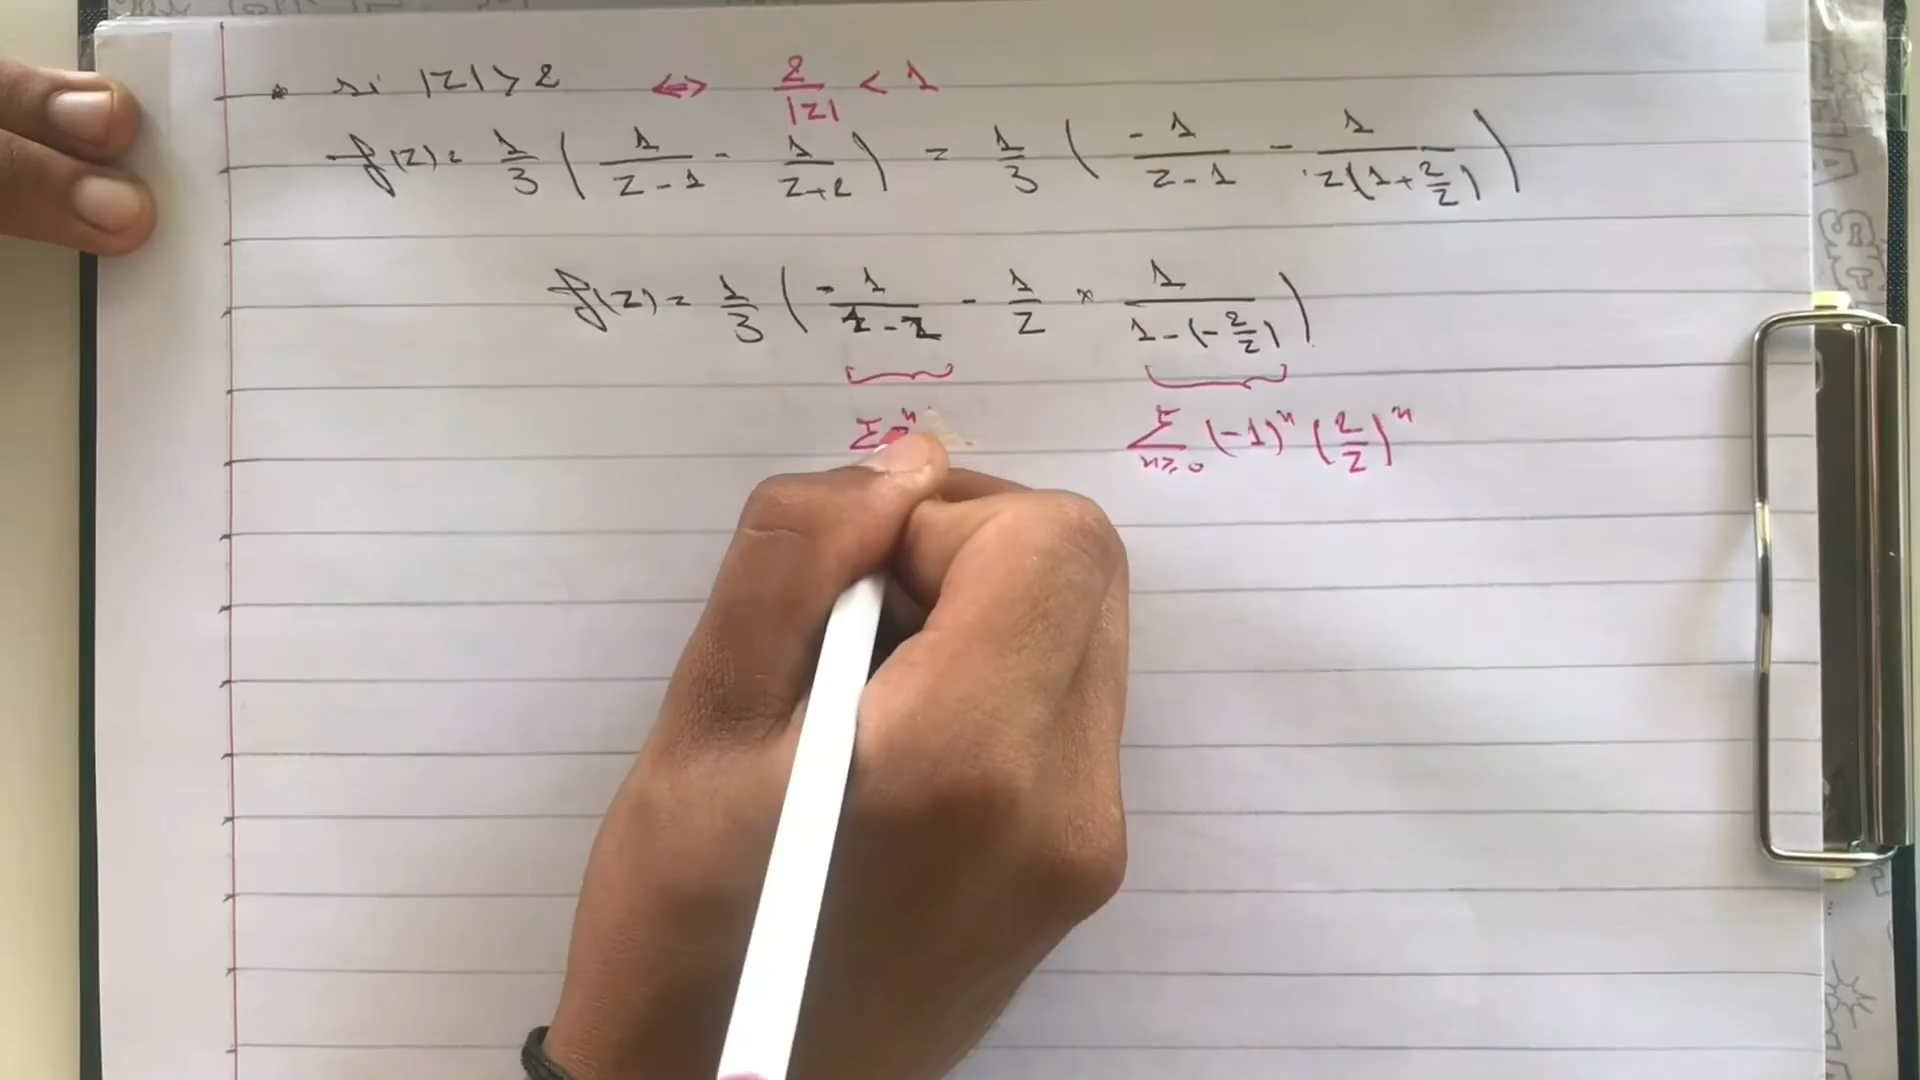 • si |z| > 2 ⟺ 2/|z| < 1
f(z) = 1/3 ( 1/(z-1) - 1/(z+2) ) = 1/3 ( -1/(z-1) - 1/(z(1+2/z)) )
f(z) = 1/3 ( -1/(1-z) - 1/z × 1/(1-(-2/z)) )
Σ z^n Σ_{n≥0} (-1)^n (2/z)^n